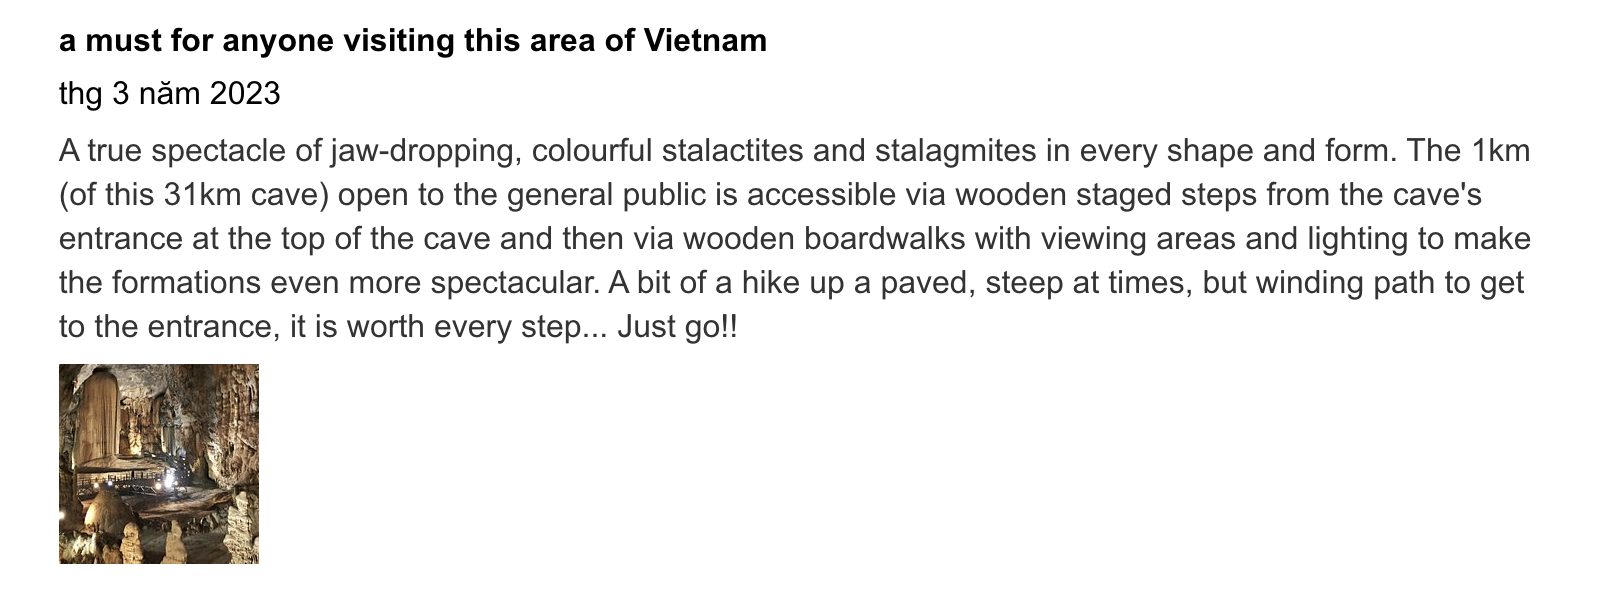 a must for anyone visiting this area of Vietnam
thg 3 năm 2023
A true spectacle of jaw-dropping, colourful stalactites and stalagmites in every shape and form. The 1km
(of this 31km cave) open to the general public is accessible via wooden staged steps from the cave's
entrance at the top of the cave and then via wooden boardwalks with viewing areas and lighting to make
the formations even more spectacular. A bit of a hike up a paved, steep at times, but winding path to get
to the entrance, it is worth every step... Just go!!